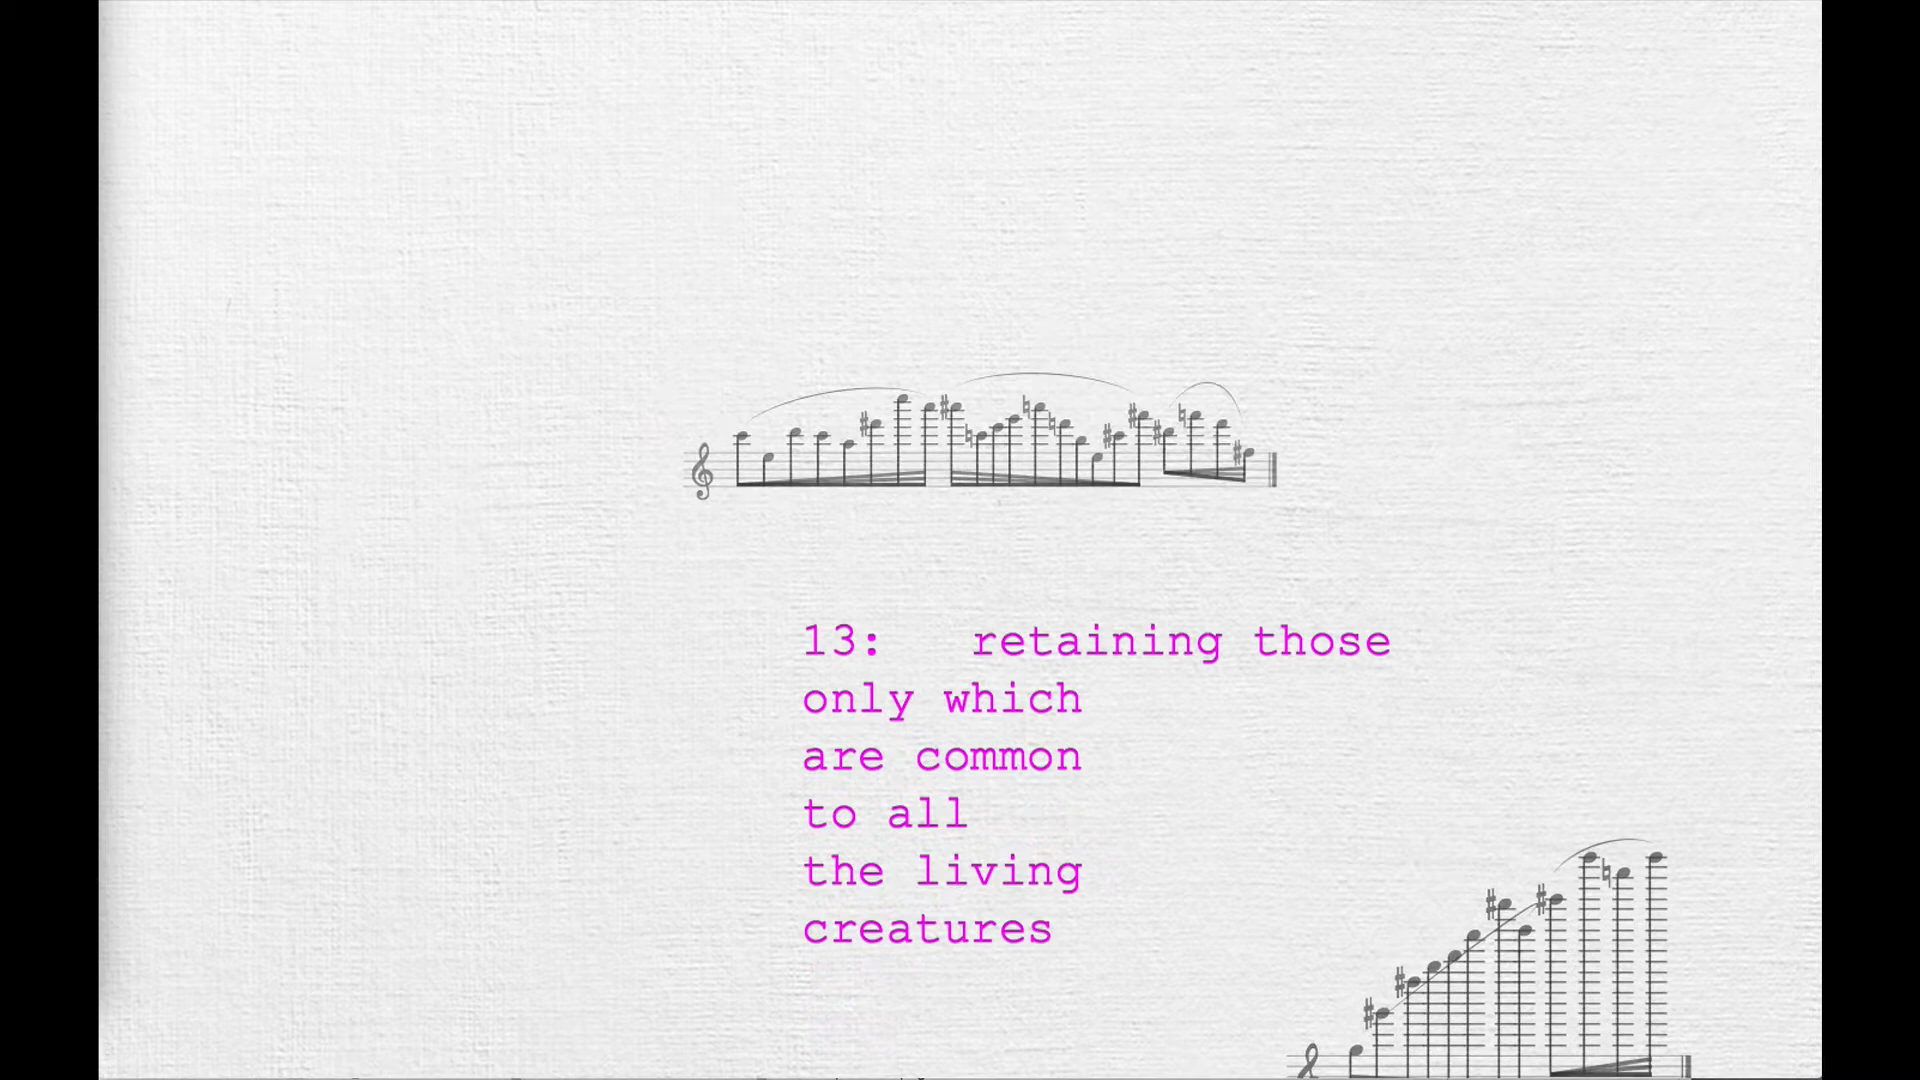 13:   retaining those
only which
are common
to all
the living
creatures